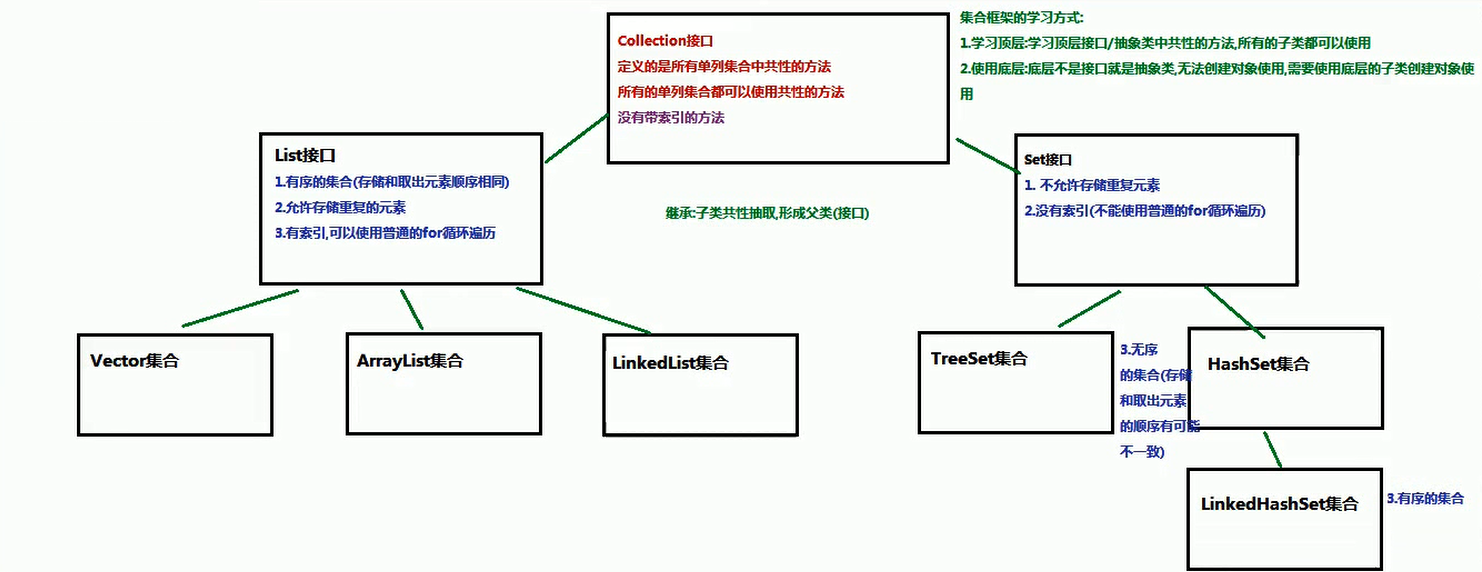 Collection接口
定义的是所有单列集合中共性的方法
所有的单列集合都可以使用共性的方法
没有带索引的方法
集合框架的学习方式:
1.学习顶层:学习顶层接口/抽象类中共性的方法,所有的子类都可以使用
2.使用底层:底层不是接口就是抽象类,无法创建对象使用,需要使用底层的子类创建对象使
用
List接口
1.有序的集合(存储和取出元素顺序相同)
2.允许存储重复的元素
3.有索引,可以使用普通的for循环遍历
继承:子类共性抽取,形成父类(接口)
Set接口
1. 不允许存储重复元素
2.没有索引(不能使用普通的for循环遍历)
Vector集合
ArrayList集合
LinkedList集合
TreeSet集合
3.无序
的集合(存储
和取出元素
的顺序有可能
不一致)
HashSet集合
LinkedHashSet集合
3.有序的集合